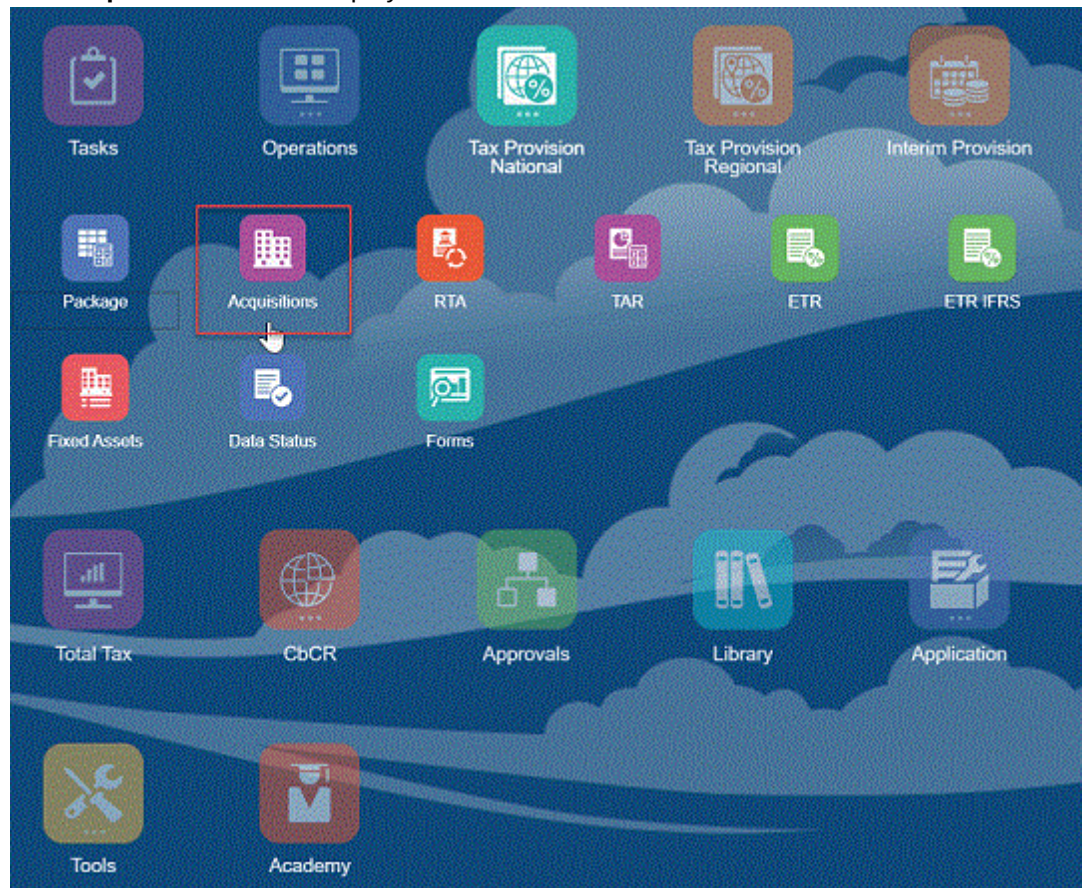 Tasks
Operations
Tax Provision
National
Tax Provision
Regional
Interim Provision
Package
Acquisitions
RTA
TAR
ETR
ETR IFRS
Fixed Assets
Data Status
Forms
Total Tax
CbCR
Approvals
Library
Application
Tools
Academy